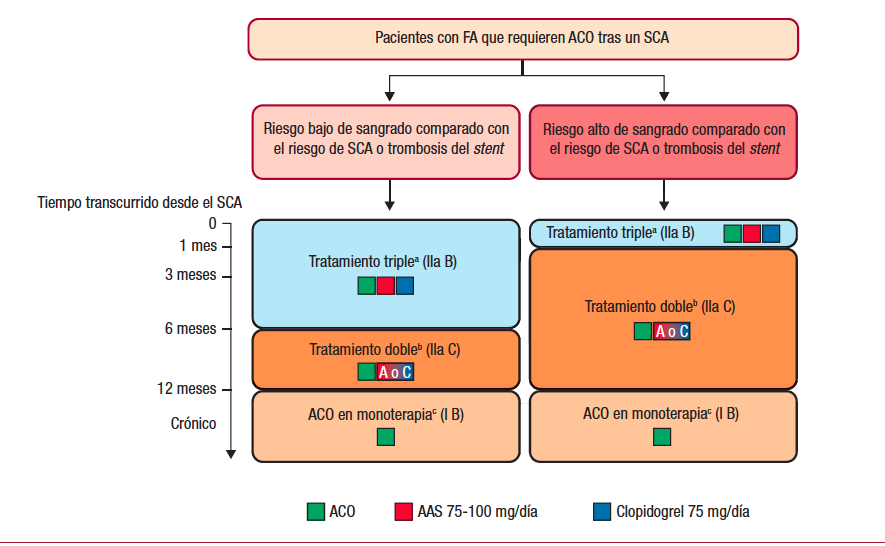 Pacientes con FA que requieren ACO tras un SCA
Riesgo bajo de sangrado comparado con
el riesgo de SCA o trombosis del stent
Riesgo alto de sangrado comparado con
el riesgo de SCA o trombosis del stent
Tiempo transcurrido desde el SCA
0
1 mes
3 meses
6 meses
12 meses
Crónico
Tratamiento tripleª (IIa B)
Tratamiento dobleᵇ (IIa C)
A o C
ACO en monoterapiaᶜ (I B)
Tratamiento tripleª (IIa B)
Tratamiento dobleᵇ (IIa C)
A o C
ACO en monoterapiaᶜ (I B)
ACO
AAS 75-100 mg/día
Clopidogrel 75 mg/día